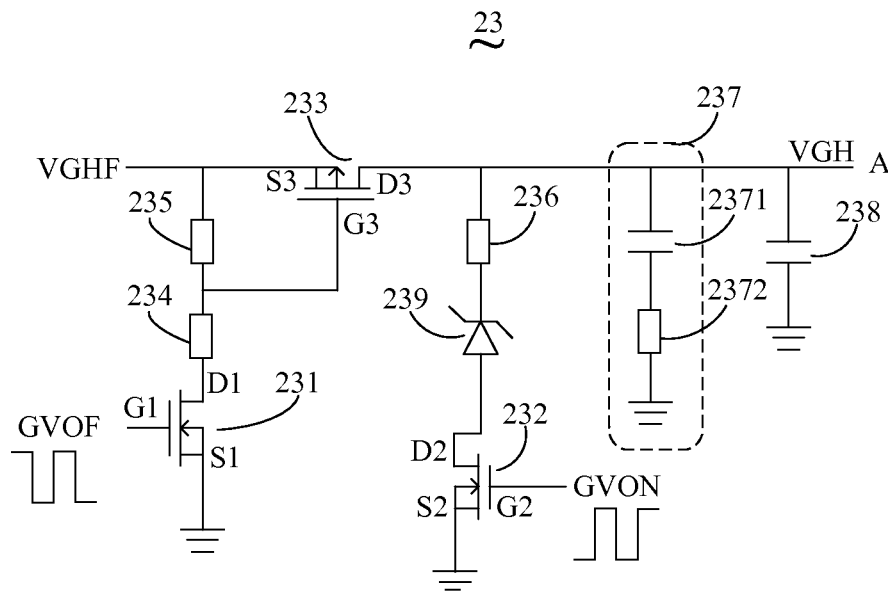 23
233
237
VGHF
VGH
A
S3
D3
235
G3
236
2371
238
234
239
2372
D1
G1
231
GVOF
S1
D2
232
S2
G2
GVON